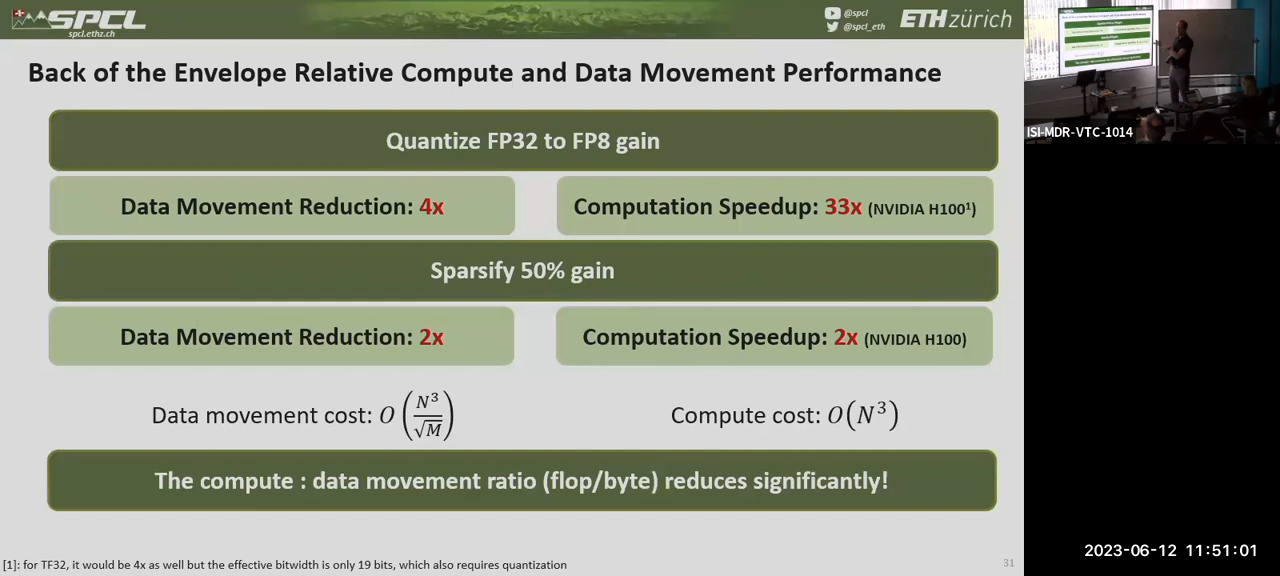 SPCL
spcl.ethz.ch
@spcl
@spcl_eth
ETH zürich
Back of the Envelope Relative Compute and Data Movement Performance
Quantize FP32 to FP8 gain
Data Movement Reduction: 4x
Computation Speedup: 33x (NVIDIA H100¹)
Sparsify 50% gain
Data Movement Reduction: 2x
Computation Speedup: 2x (NVIDIA H100)
Data movement cost: O(N³/√M)
Compute cost: O(N³)
The compute : data movement ratio (flop/byte) reduces significantly!
[1]: for TF32, it would be 4x as well but the effective bitwidth is only 19 bits, which also requires quantization
31
ISI-MDR-VTC-1014
2023-06-12 11:51:01